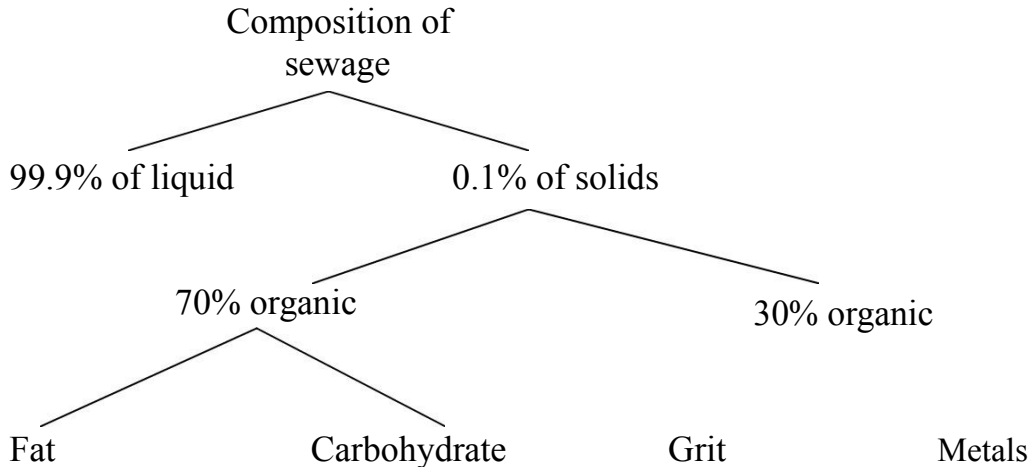 Composition of
sewage
99.9% of liquid
0.1% of solids
70% organic
30% organic
Fat
Carbohydrate
Grit
Metals